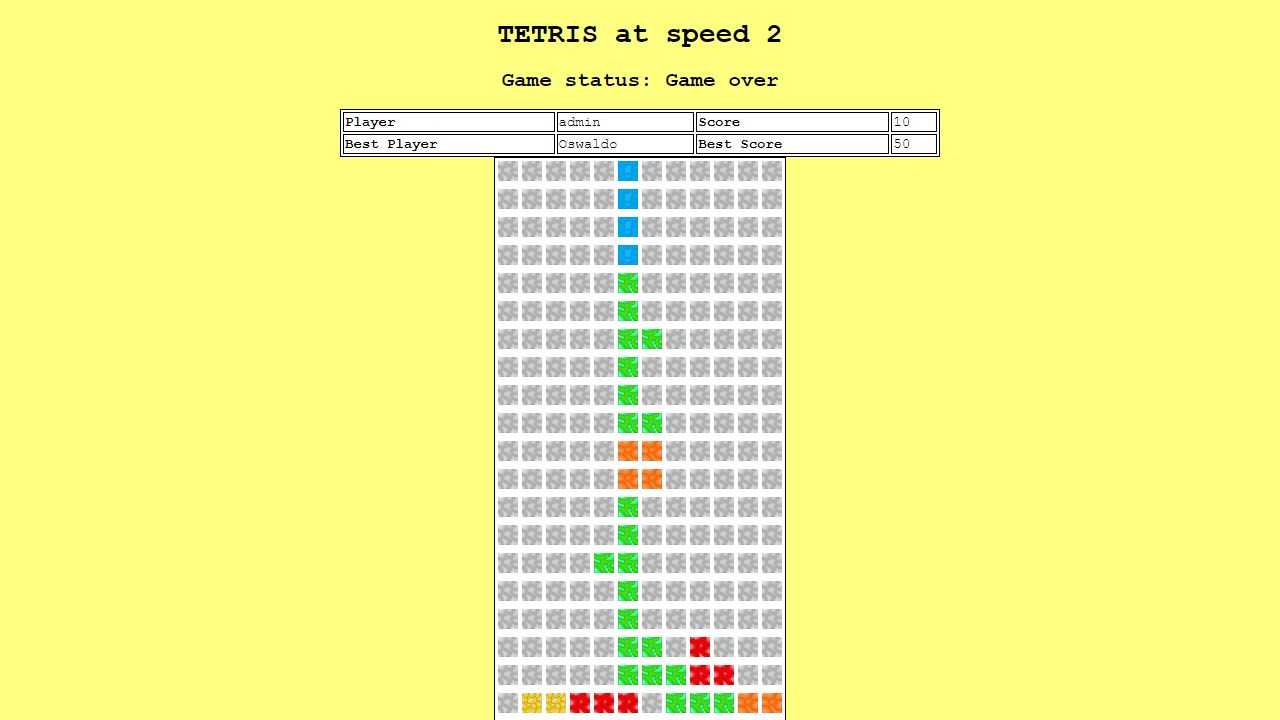 TETRIS at speed 2
Game status: Game over
Player admin Score 10
Best Player Oswaldo Best Score 50